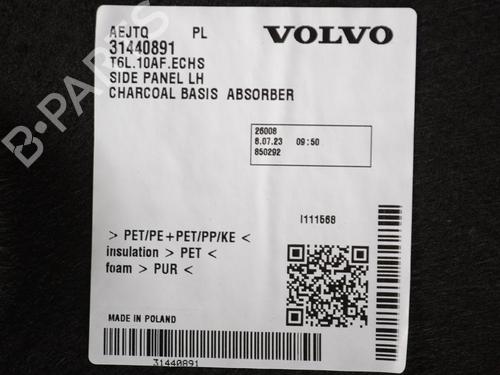 AEJTQ PL
31440891
T6L.10AF.ECHS
SIDE PANEL LH
CHARCOAL BASIS ABSORBER
VOLVO
26008
8.07.23 09:50
850292
I111568
> PET/PE+PET/PP/KE <
insulation > PET <
foam > PUR <
MADE IN POLAND
31440891
B-PARTS